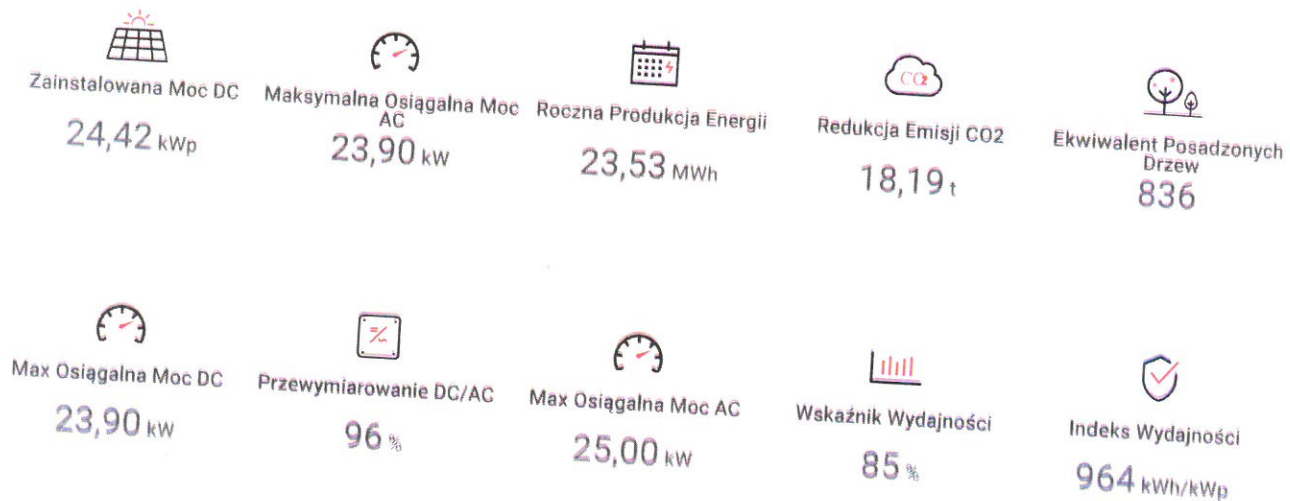 CO2
Zainstalowana Moc DC
24,42 kWp
Maksymalna Osiągalna Moc
AC
23,90 kW
Roczna Produkcja Energii
23,53 MWh
Redukcja Emisji CO2
18,19 t
Ekwiwalent Posadzonych
Drzew
836
Max Osiągalna Moc DC
23,90 kW
Przewymiarowanie DC/AC
96 %
Max Osiągalna Moc AC
25,00 kW
Wskaźnik Wydajności
85 %
Indeks Wydajności
964 kWh/kWp